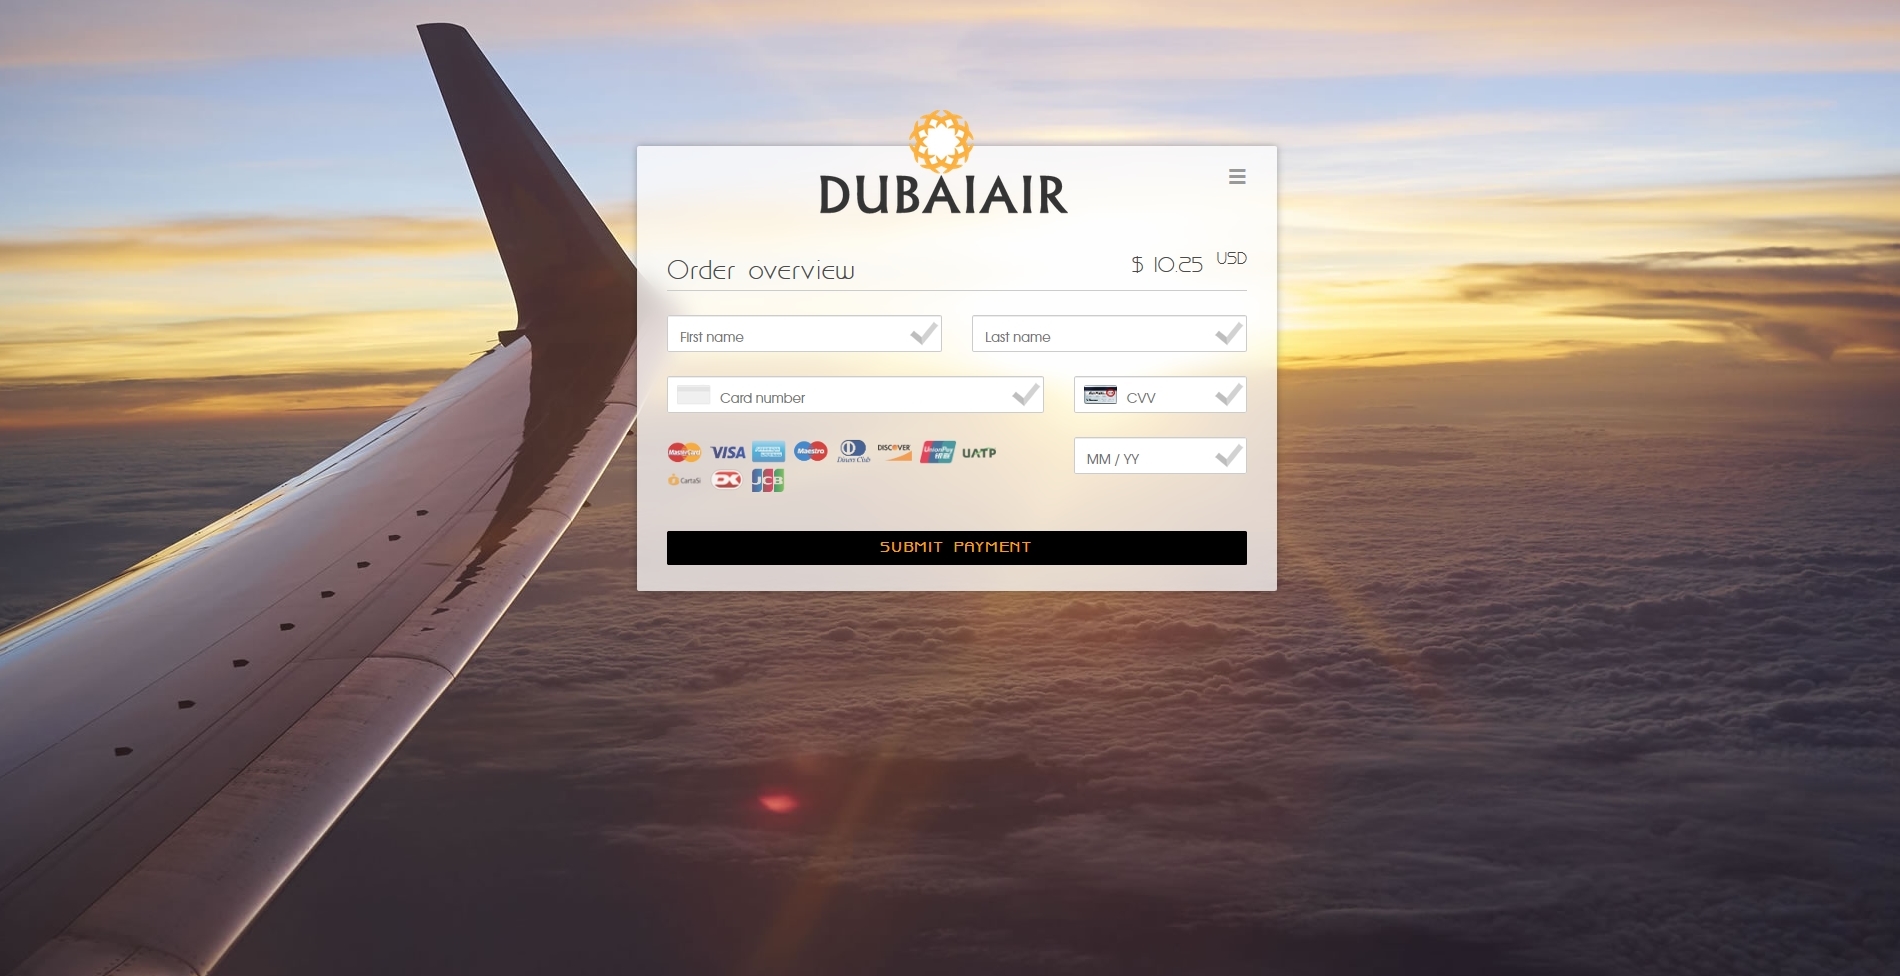 DUBAIAIR
Order overview
$ 10.25 USD
First name
Last name
Card number
CVV
MasterCard VISA Maestro Diners Club DISCOVER UnionPay UATP
MM / YY
CartaSi DK JCB
SUBMIT PAYMENT